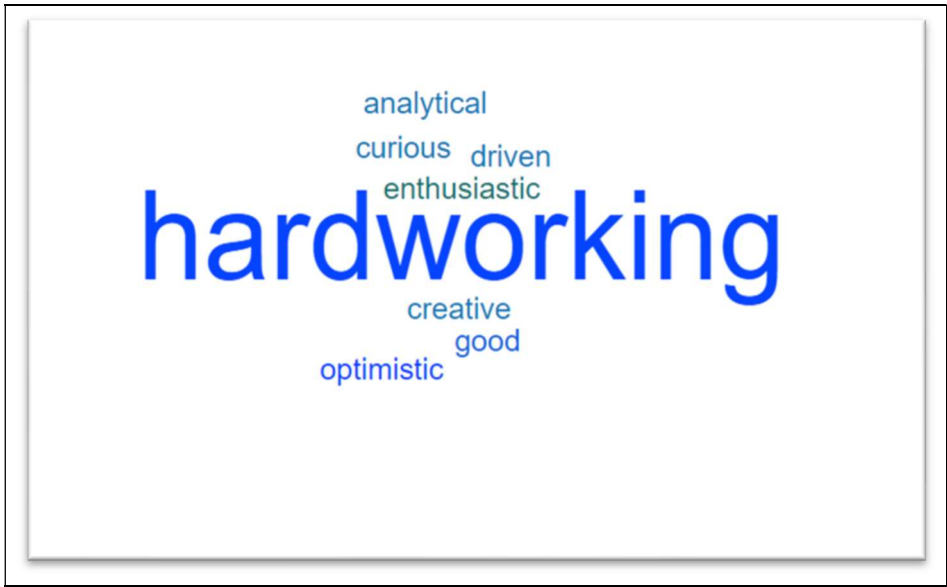 analytical
curious driven
enthusiastic
hardworking
creative
good
optimistic